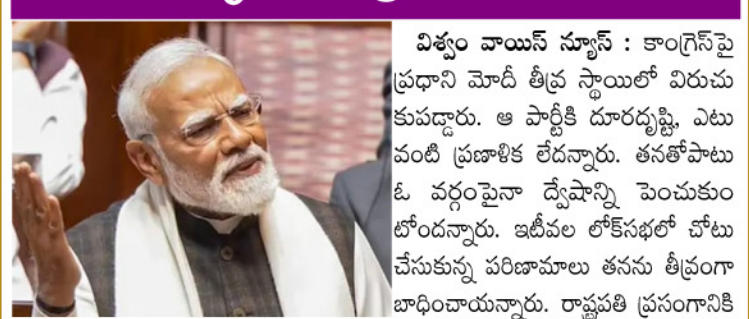 విశ్వం వాయిస్ న్యూస్ : కాంగ్రెస్‌పై
ప్రధాని మోదీ తీవ్ర స్థాయిలో విరుచు
కుపడ్డారు. ఆ పార్టీకి దూరదృష్టి, ఎటు
వంటి ప్రణాళిక లేదన్నారు. తనతోపాటు
ఓ వర్గంపైనా ద్వేషాన్ని పెంచుకుం
టోందన్నారు. ఇటీవల లోక్‌సభలో చోటు
చేసుకున్న పరిణామాలు తనను తీవ్రంగా
బాధించాయన్నారు. రాష్ట్రపతి ప్రసంగానికి